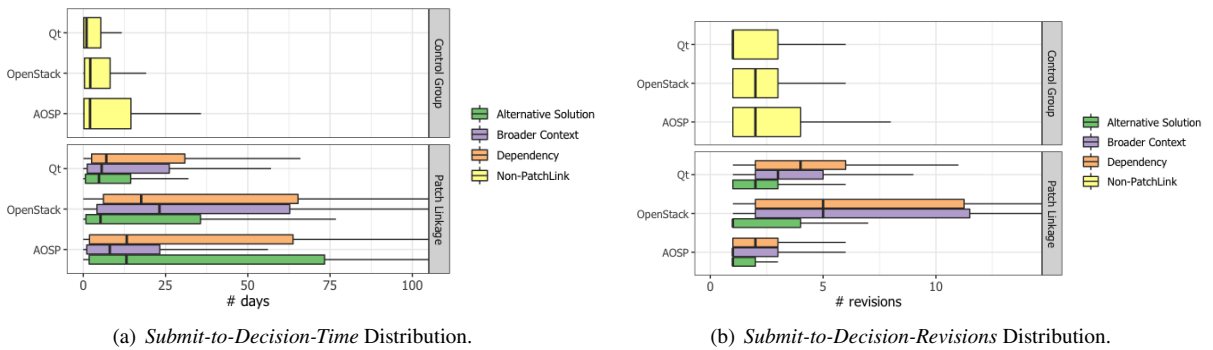 Qt
OpenStack
AOSP
Control Group
Qt
OpenStack
AOSP
Patch Linkage
0 25 50 75 100
# days
Alternative Solution
Broader Context
Dependency
Non-PatchLink
(a) Submit-to-Decision-Time Distribution.
Qt
OpenStack
AOSP
Control Group
Qt
OpenStack
AOSP
Patch Linkage
0 5 10
# revisions
Alternative Solution
Broader Context
Dependency
Non-PatchLink
(b) Submit-to-Decision-Revisions Distribution.